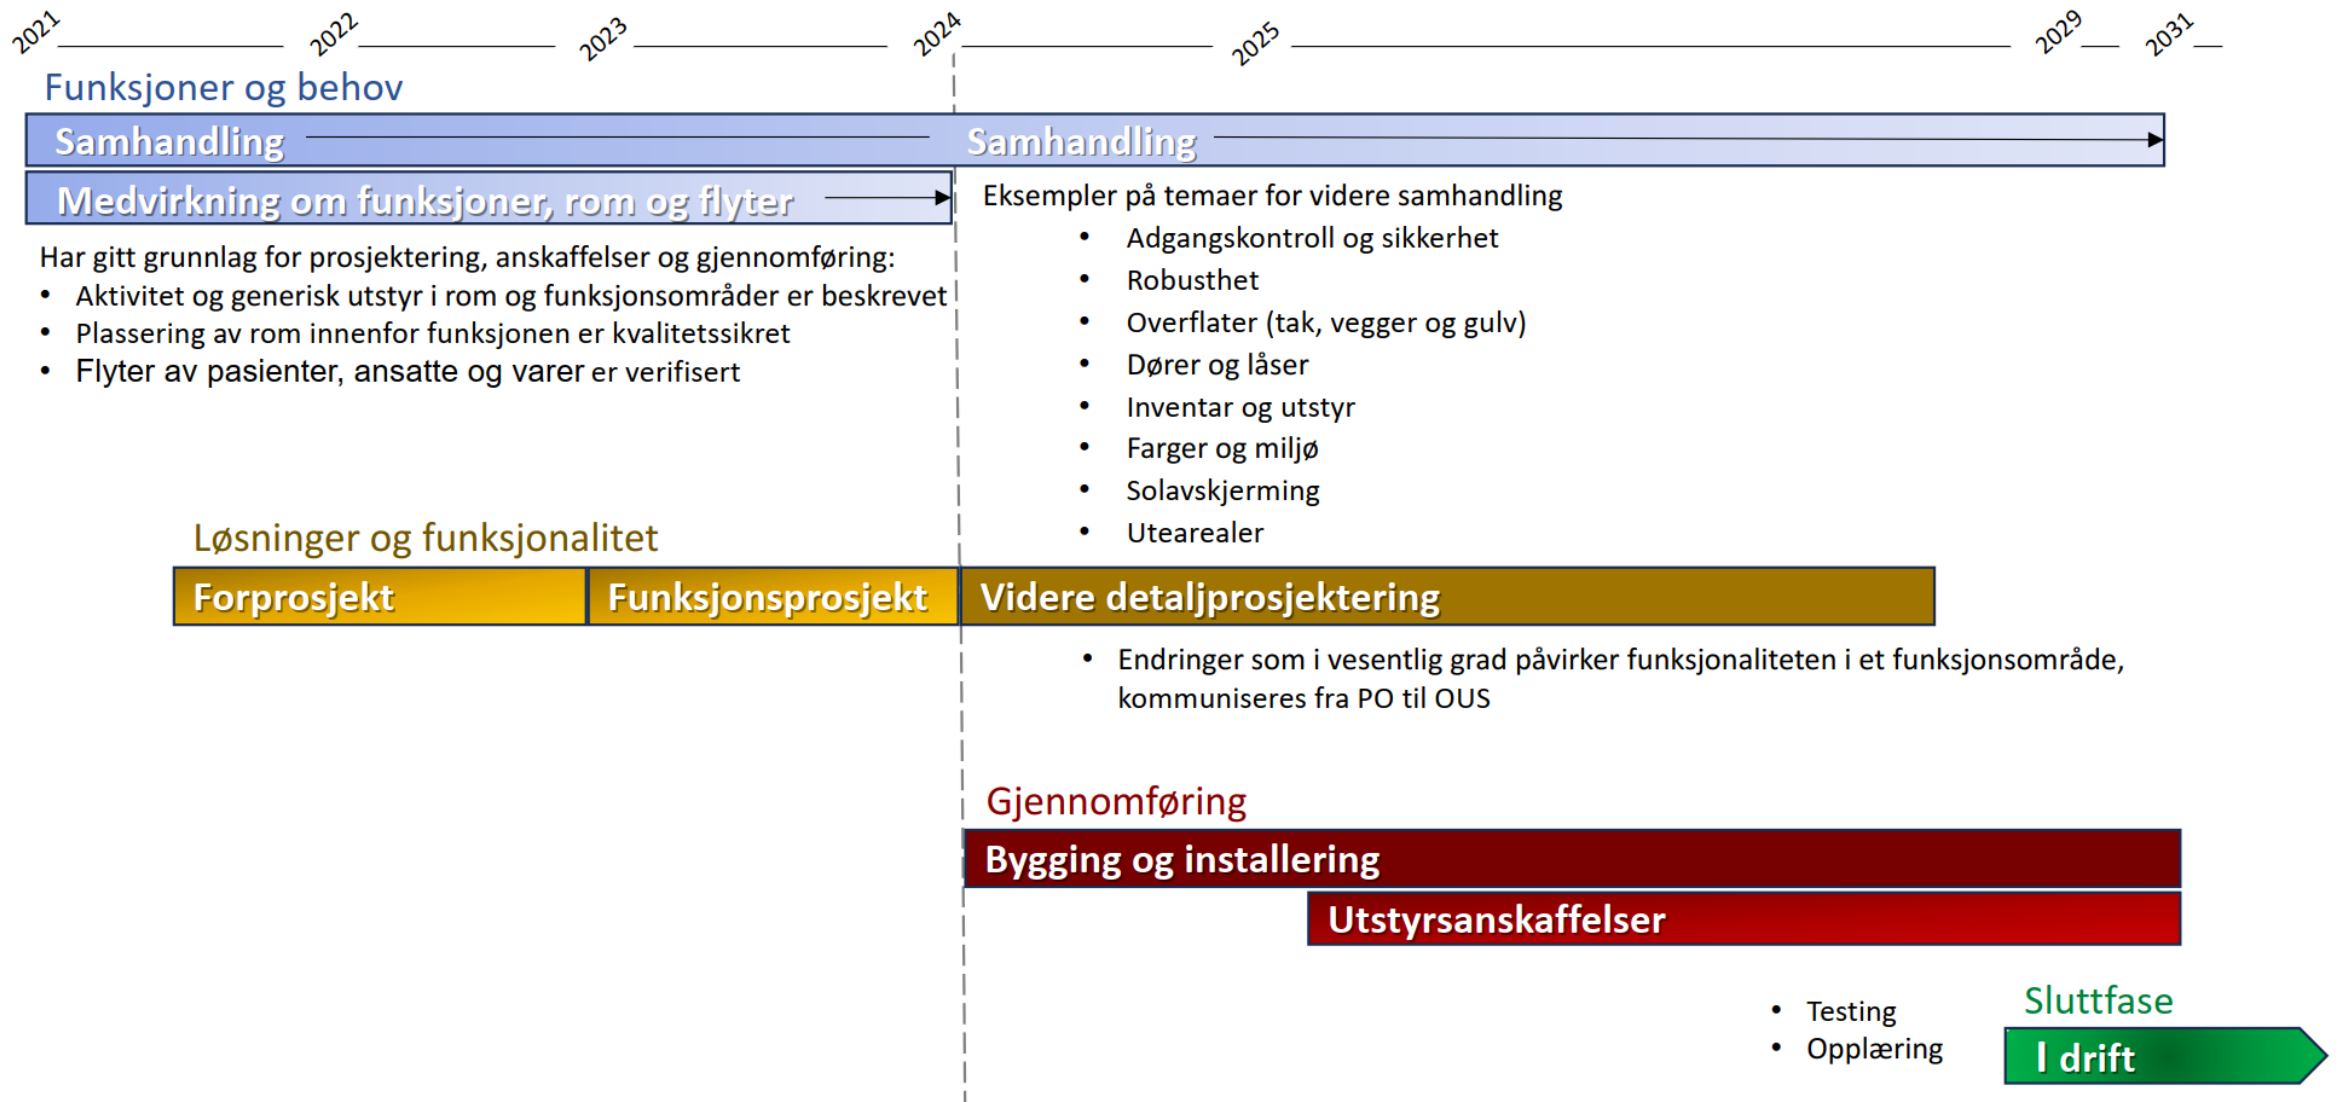 2021 2022 2023 2024 2025 2029 2031
Funksjoner og behov
Samhandling
Samhandling
Medvirkning om funksjoner, rom og flyter
Har gitt grunnlag for prosjektering, anskaffelser og gjennomføring:
• Aktivitet og generisk utstyr i rom og funksjonsområder er beskrevet
• Plassering av rom innenfor funksjonen er kvalitetssikret
• Flyter av pasienter, ansatte og varer er verifisert
Eksempler på temaer for videre samhandling
• Adgangskontroll og sikkerhet
• Robusthet
• Overflater (tak, vegger og gulv)
• Dører og låser
• Inventar og utstyr
• Farger og miljø
• Solavskjerming
• Utearealer
Løsninger og funksjonalitet
Forprosjekt
Funksjonsprosjekt
Videre detaljprosjektering
• Endringer som i vesentlig grad påvirker funksjonaliteten i et funksjonsområde,
kommuniseres fra PO til OUS
Gjennomføring
Bygging og installering
Utstyrsanskaffelser
• Testing
• Opplæring
Sluttfase
I drift